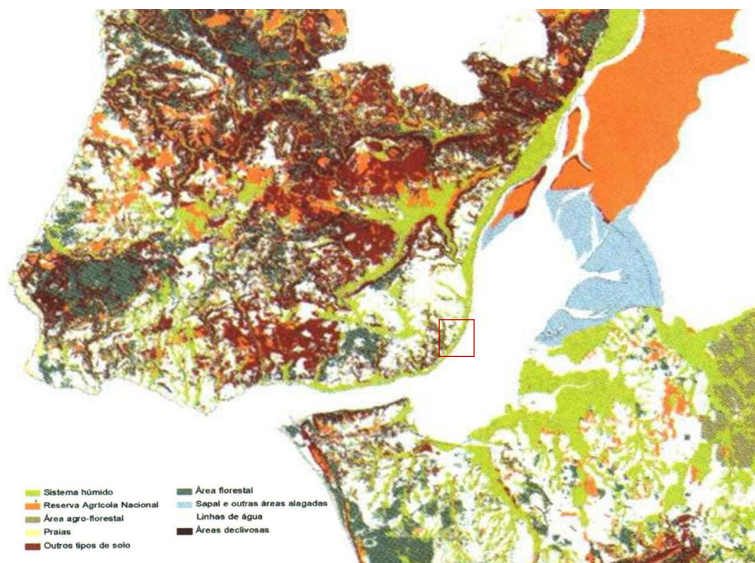 Sistema húmido
Reserva Agrícola Nacional
Área agro-florestal
Praias
Outros tipos de solo
Área florestal
Sapal e outras áreas alagadas
Linhas de água
Áreas declivosas